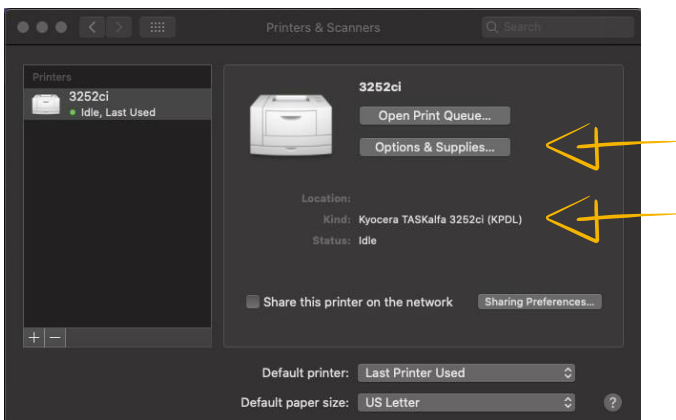 Printers & Scanners
Search
Printers
3252ci
Idle, Last Used
3252ci
Open Print Queue...
Options & Supplies...
Location:
Kind: Kyocera TASKalfa 3252ci (KPDL)
Status: Idle
Share this printer on the network Sharing Preferences...
+ −
Default printer: Last Printer Used
Default paper size: US Letter
?